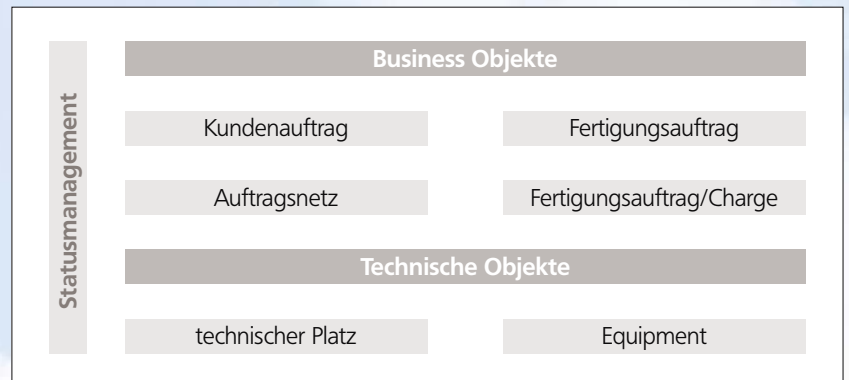 Statusmanagement
Business Objekte
Kundenauftrag
Fertigungsauftrag
Auftragsnetz
Fertigungsauftrag/Charge
Technische Objekte
technischer Platz
Equipment